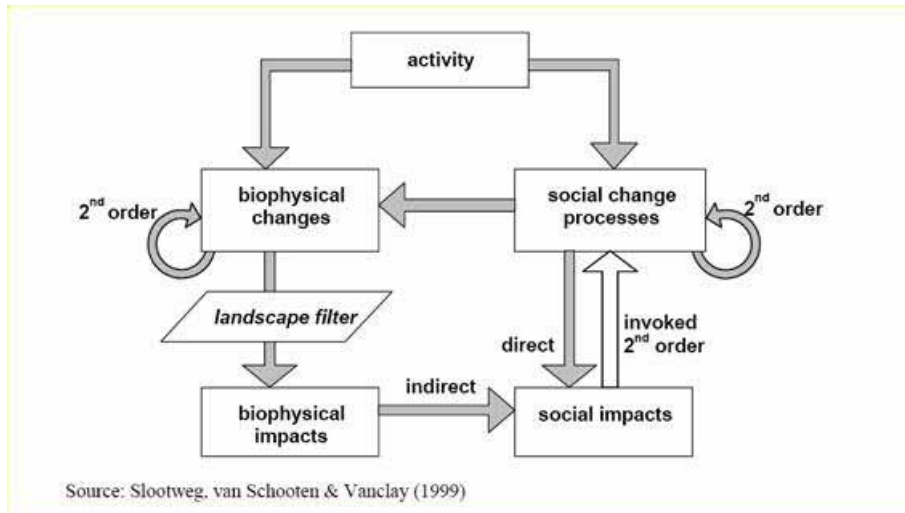 activity
biophysical
changes
social change
processes
2nd order
2nd
order
landscape filter
direct
invoked
2nd order
biophysical
impacts
indirect
social impacts
Source: Slootweg, van Schooten & Vanclay (1999)